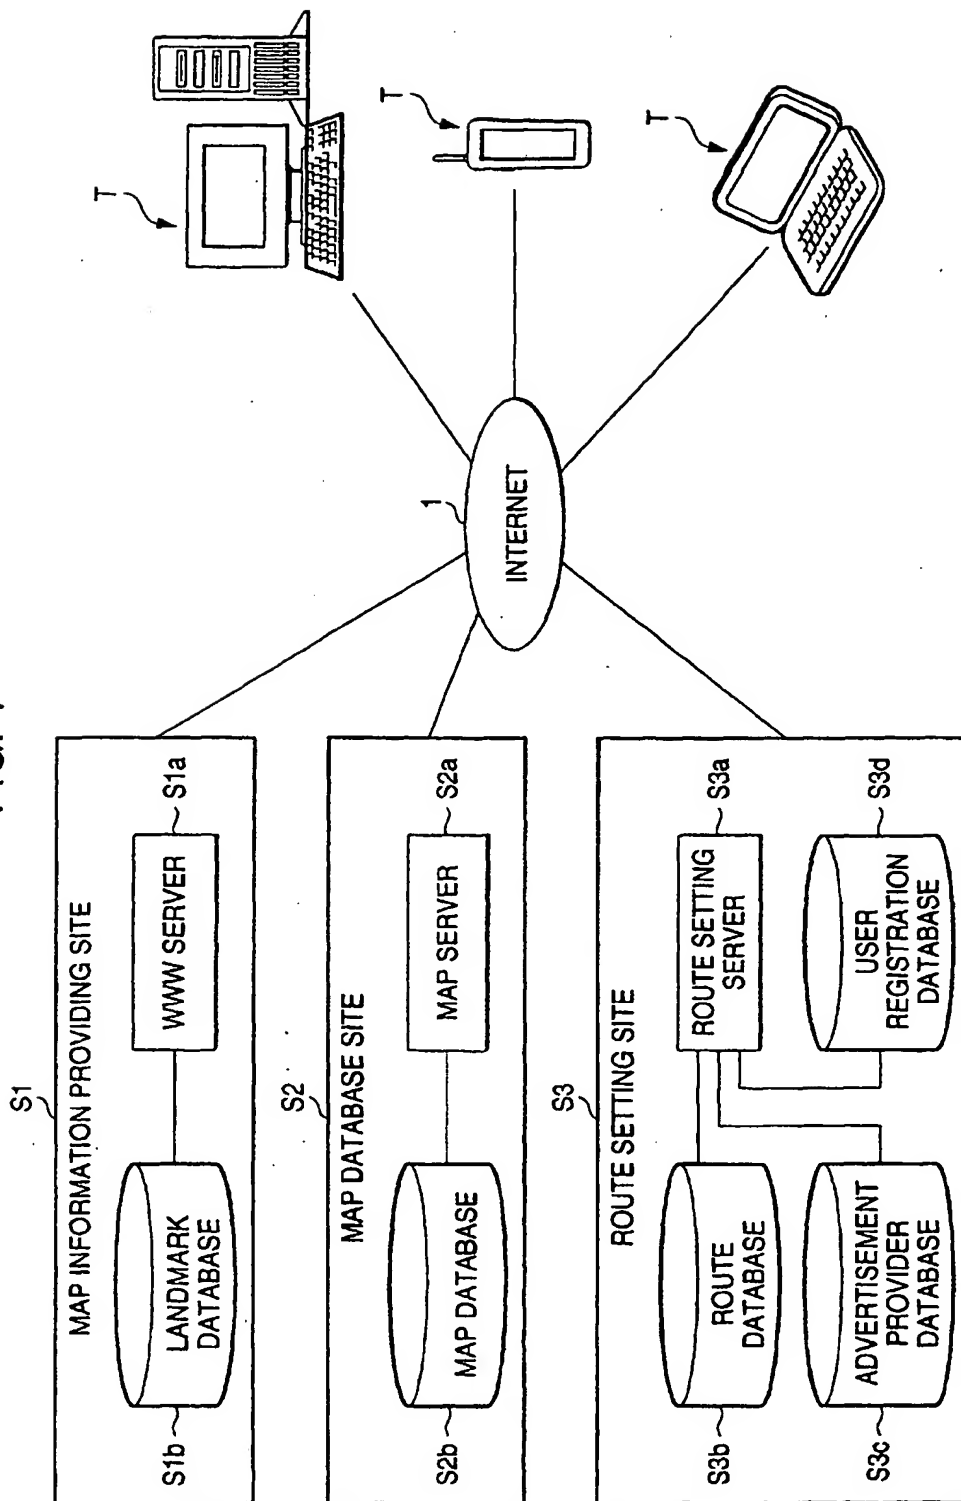 S1
MAP INFORMATION PROVIDING SITE
S1b
LANDMARK
DATABASE
WWW SERVER
S1a
S2
MAP DATABASE SITE
S2b
MAP DATABASE
MAP SERVER
S2a
S3
ROUTE SETTING SITE
S3b
ROUTE
DATABASE
ROUTE SETTING
SERVER
S3a
S3c
ADVERTISEMENT
PROVIDER
DATABASE
USER
REGISTRATION
DATABASE
S3d
1
INTERNET
T
T
T